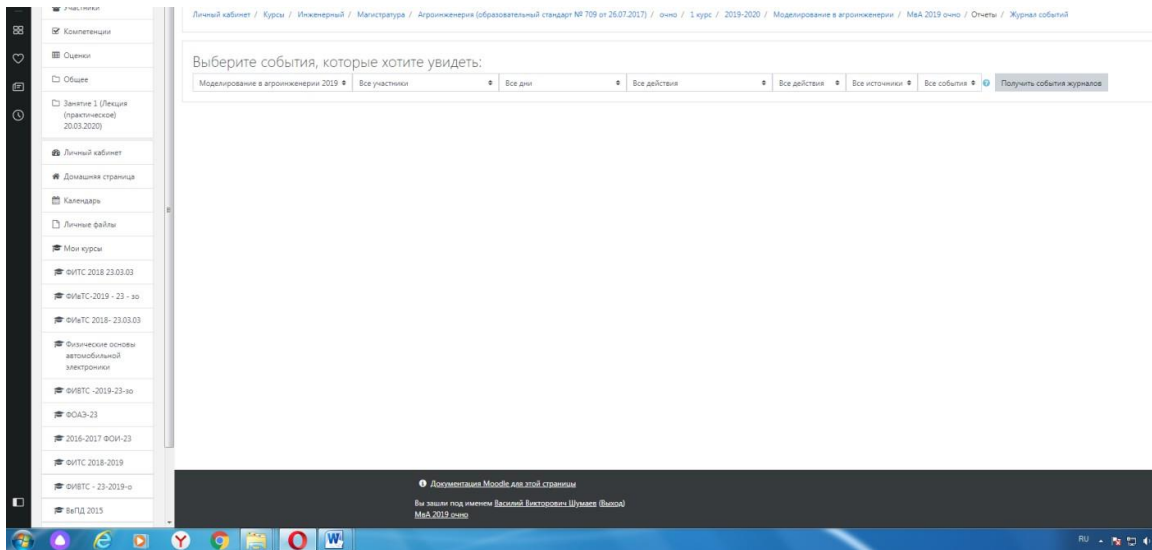 Участники
Личный кабинет / Курсы / Инженерный / Магистратура / Агроинженерия (образовательный стандарт № 709 от 26.07.2017) / очно / 1 курс / 2019-2020 / Моделирование в агроинженерии / МвА 2019 очно / Отчеты / Журнал событий
Компетенции
Оценки
Общее
Занятие 1 (Лекция
(практическое)
20.03.2020)
Личный кабинет
Домашняя страница
Календарь
Личные файлы
Мои курсы
ФИТС 2018 23.03.03
ФИвТС-2019 - 23 - зо
ФИвТС 2018- 23.03.03
Физические основы
автомобильной
электроники
ФИВТС -2019-23-зо
ФОАЭ-23
2016-2017 ФОИ-23
ФИТС 2018-2019
ФИВТС - 23-2019-о
ВвПД 2015
Выберите события, которые хотите увидеть:
Моделирование в агроинженерии 2019 Все участники Все дни Все действия Все действия Все источники Все события Получить события журналов
Документация Moodle для этой страницы
Вы зашли под именем Василий Викторович Шумаев (Выход)
МвА 2019 очно
RU